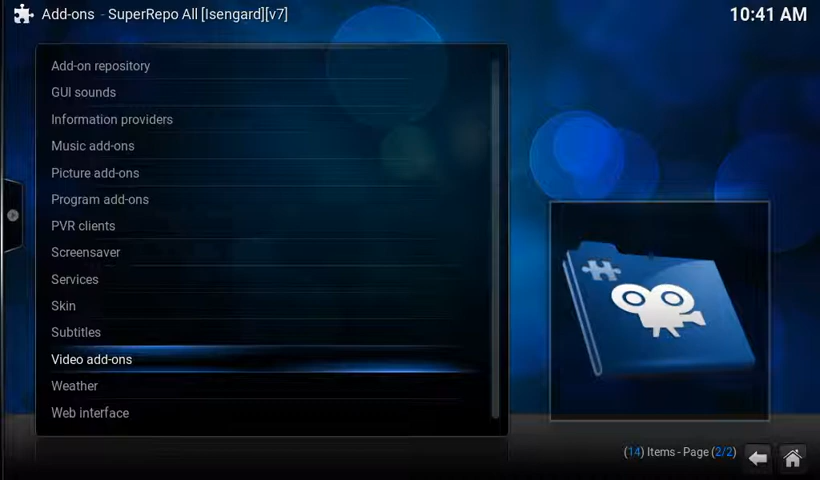 Add-ons - SuperRepo All [Isengard][v7]
10:41 AM
Add-on repository
GUI sounds
Information providers
Music add-ons
Picture add-ons
Program add-ons
PVR clients
Screensaver
Services
Skin
Subtitles
Video add-ons
Weather
Web interface
(14) Items - Page (2/2)